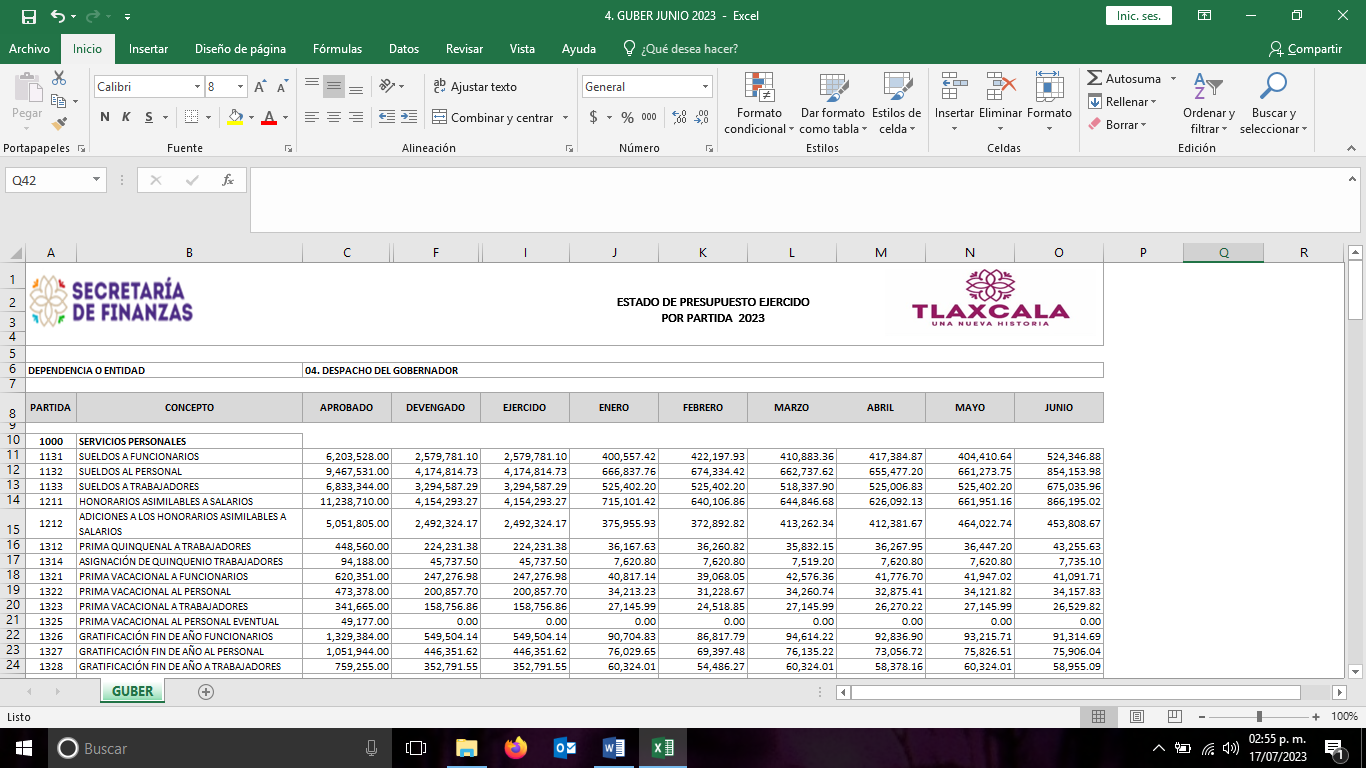 4. GUBER JUNIO 2023 - Excel
Inic. ses.
Archivo Inicio Insertar Diseño de página Fórmulas Datos Revisar Vista Ayuda ¿Qué desea hacer? Compartir
Pegar
Calibri 8
N K S
ab Ajustar texto
Combinar y centrar
General
$ % 000
Formato condicional
Dar formato como tabla
Estilos de celda
Insertar Eliminar Formato
Autosuma
Rellenar
Borrar
Ordenar y filtrar
Buscar y seleccionar
Portapapeles Fuente Alineación Número Estilos Celdas Edición
Q42 fx
A B C F I J K L M N O P Q R
1
2
3
4
SECRETARÍA DE FINANZAS
ESTADO DE PRESUPUESTO EJERCIDO
POR PARTIDA 2023
TLAXCALA
UNA NUEVA HISTORIA
5
6 DEPENDENCIA O ENTIDAD 04. DESPACHO DEL GOBERNADOR
7
8 PARTIDA CONCEPTO APROBADO DEVENGADO EJERCIDO ENERO FEBRERO MARZO ABRIL MAYO JUNIO
9
10 1000 SERVICIOS PERSONALES
11 1131 SUELDOS A FUNCIONARIOS 6,203,528.00 2,579,781.10 2,579,781.10 400,557.42 422,197.93 410,883.36 417,384.87 404,410.64 524,346.88
12 1132 SUELDOS AL PERSONAL 9,467,531.00 4,174,814.73 4,174,814.73 666,837.76 674,334.42 662,737.62 655,477.20 661,273.75 854,153.98
13 1133 SUELDOS A TRABAJADORES 6,833,344.00 3,294,587.29 3,294,587.29 525,402.20 525,402.20 518,337.90 525,006.83 525,402.20 675,035.96
14 1211 HONORARIOS ASIMILABLES A SALARIOS 11,238,710.00 4,154,293.27 4,154,293.27 715,101.42 640,106.86 644,846.68 626,092.13 661,951.16 866,195.02
15 1212 ADICIONES A LOS HONORARIOS ASIMILABLES A SALARIOS 5,051,805.00 2,492,324.17 2,492,324.17 375,955.93 372,892.82 413,262.34 412,381.67 464,022.74 453,808.67
16 1312 PRIMA QUINQUENAL A TRABAJADORES 448,560.00 224,231.38 224,231.38 36,167.63 36,260.82 35,832.15 36,267.95 36,447.20 43,255.63
17 1314 ASIGNACIÓN DE QUINQUENIO TRABAJADORES 94,188.00 45,737.50 45,737.50 7,620.80 7,620.80 7,519.20 7,620.80 7,620.80 7,735.10
18 1321 PRIMA VACACIONAL A FUNCIONARIOS 620,351.00 247,276.98 247,276.98 40,817.14 39,068.05 42,576.36 41,776.70 41,947.02 41,091.71
19 1322 PRIMA VACACIONAL AL PERSONAL 473,378.00 200,857.70 200,857.70 34,213.23 31,228.67 34,260.74 32,875.41 34,121.82 34,157.83
20 1323 PRIMA VACACIONAL A TRABAJADORES 341,665.00 158,756.86 158,756.86 27,145.99 24,518.85 27,145.99 26,270.22 27,145.99 26,529.82
21 1325 PRIMA VACACIONAL AL PERSONAL EVENTUAL 49,177.00 0.00 0.00 0.00 0.00 0.00 0.00 0.00 0.00
22 1326 GRATIFICACIÓN FIN DE AÑO FUNCIONARIOS 1,329,384.00 549,504.14 549,504.14 90,704.83 86,817.79 94,614.22 92,836.90 93,215.71 91,314.69
23 1327 GRATIFICACIÓN FIN DE AÑO AL PERSONAL 1,051,944.00 446,351.62 446,351.62 76,029.65 69,397.48 76,135.22 73,056.72 75,826.51 75,906.04
24 1328 GRATIFICACIÓN FIN DE AÑO A TRABAJADORES 759,255.00 352,791.55 352,791.55 60,324.01 54,486.27 60,324.01 58,378.16 60,324.01 58,955.09
GUBER
Listo 100%
Buscar
02:55 p. m.
17/07/2023
1